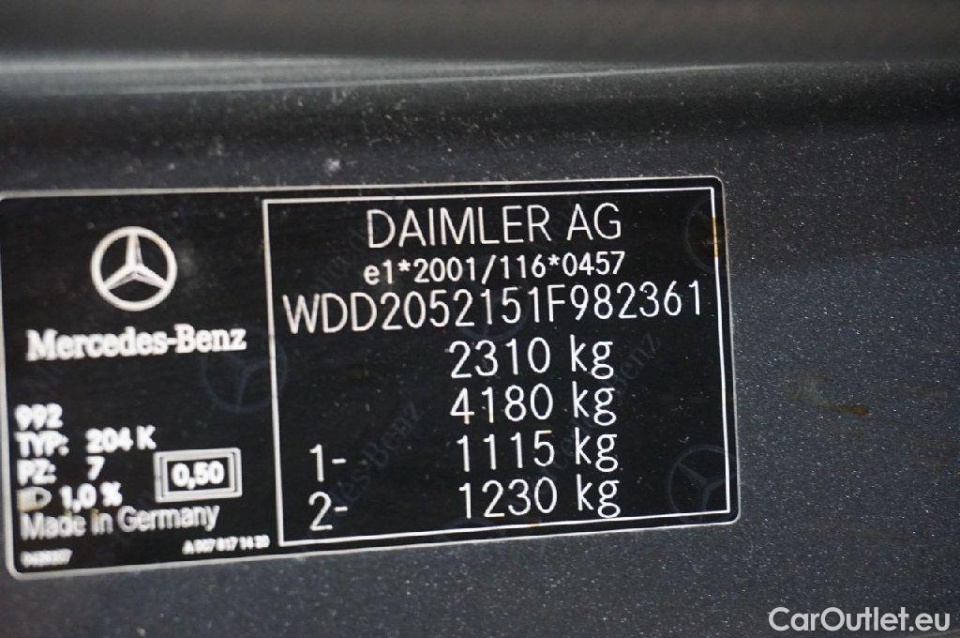 DAIMLER AG
e1*2001/116*0457
WDD2052151F982361
2310 kg
4180 kg
1- 1115 kg
2- 1230 kg
Mercedes-Benz
992
TYP: 204 K
PZ: 7
0,50
1,0 %
Made in Germany
CarOutlet.eu